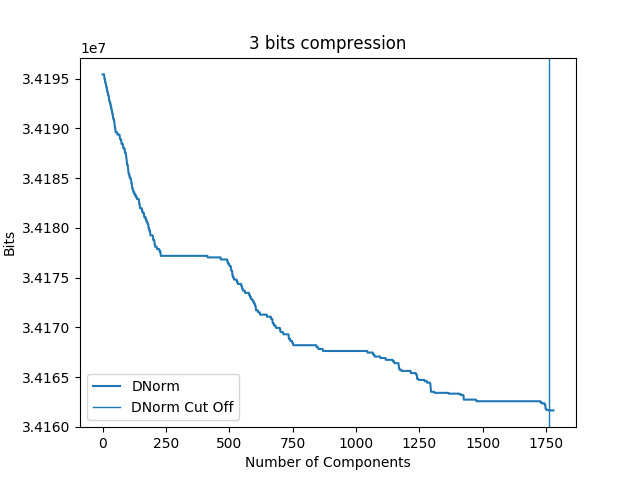 3 bits compression
1e7
3.4195
3.4190
3.4185
3.4180
3.4175
3.4170
3.4165
3.4160
Bits
DNorm
DNorm Cut Off
0 250 500 750 1000 1250 1500 1750
Number of Components